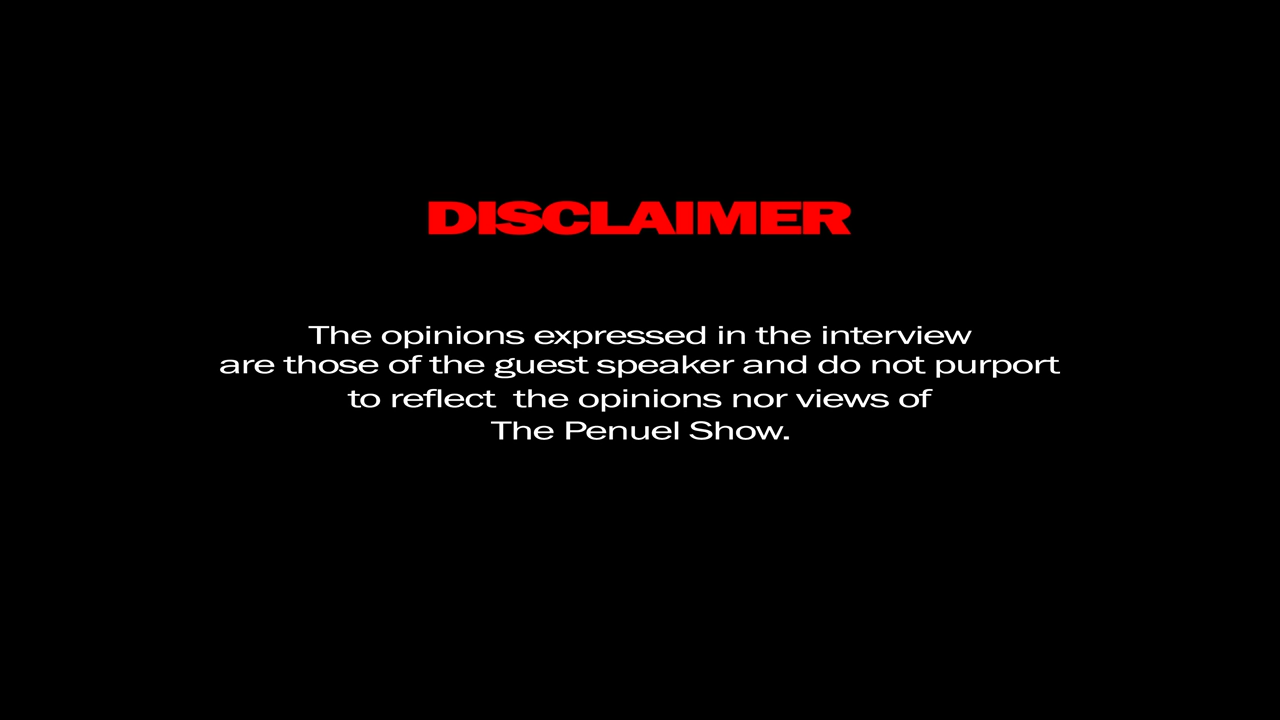 DISCLAIMER
The opinions expressed in the interview
are those of the guest speaker and do not purport
to reflect  the opinions nor views of
The Penuel Show.